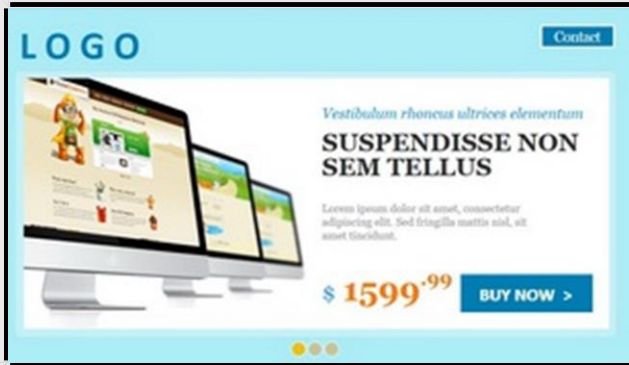 LOGO
Contact
Vestibulum rhoncus ultrices elementum
SUSPENDISSE NON
SEM TELLUS
Lorem ipsum dolor sit amet, consectetur
adipiscing elit. Sed fringilla mattis nisl, sit
amet tincidunt.
$ 1599.99
BUY NOW >